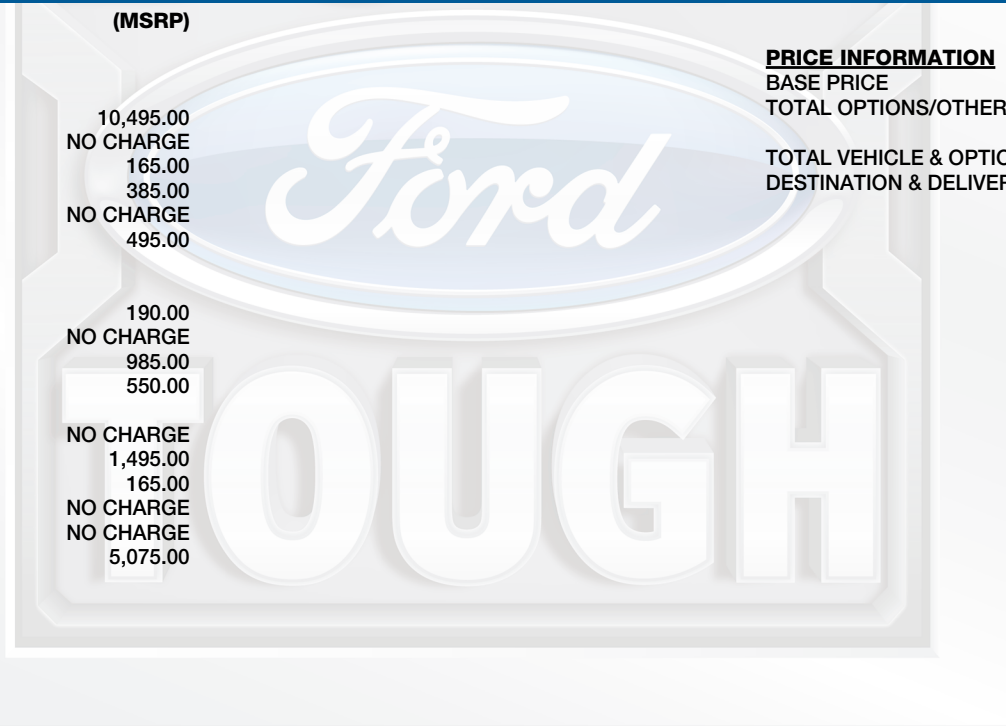 (MSRP)
10,495.00
NO CHARGE
165.00
385.00
NO CHARGE
495.00
190.00
NO CHARGE
985.00
550.00
NO CHARGE
1,495.00
165.00
NO CHARGE
NO CHARGE
5,075.00
PRICE INFORMATION
BASE PRICE
TOTAL OPTIONS/OTHER
TOTAL VEHICLE & OPTIO
DESTINATION & DELIVER
Ford
TOUGH